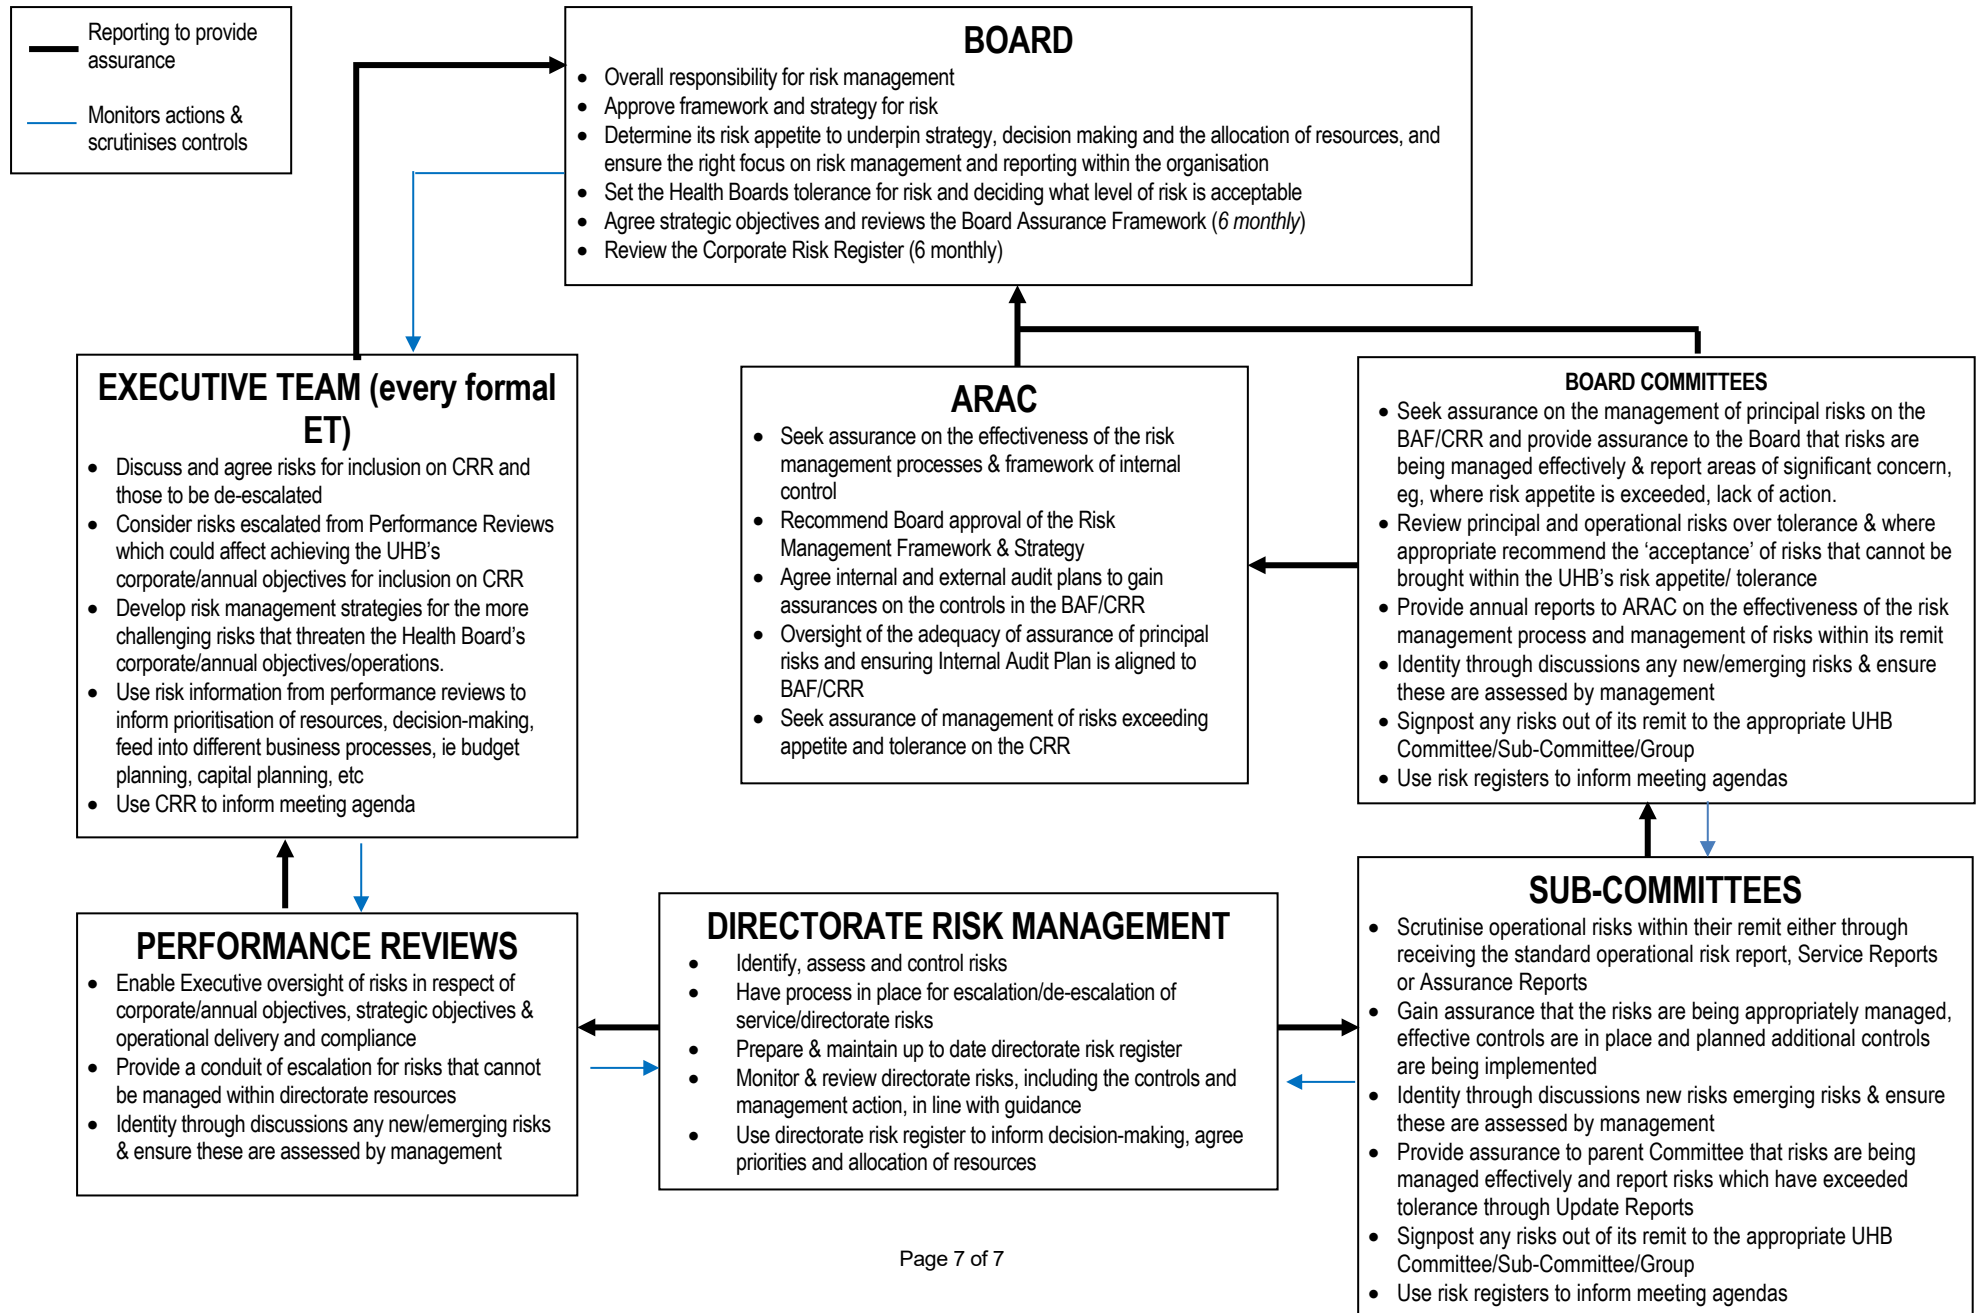 Reporting to provide
assurance
Monitors actions &
scrutinises controls
BOARD
• Overall responsibility for risk management
• Approve framework and strategy for risk
• Determine its risk appetite to underpin strategy, decision making and the allocation of resources, and
ensure the right focus on risk management and reporting within the organisation
• Set the Health Boards tolerance for risk and deciding what level of risk is acceptable
• Agree strategic objectives and reviews the Board Assurance Framework (6 monthly)
• Review the Corporate Risk Register (6 monthly)
EXECUTIVE TEAM (every formal
ET)
• Discuss and agree risks for inclusion on CRR and
those to be de-escalated
• Consider risks escalated from Performance Reviews
which could affect achieving the UHB's
corporate/annual objectives for inclusion on CRR
• Develop risk management strategies for the more
challenging risks that threaten the Health Board's
corporate/annual objectives/operations.
• Use risk information from performance reviews to
inform prioritisation of resources, decision-making,
feed into different business processes, ie budget
planning, capital planning, etc
• Use CRR to inform meeting agenda
ARAC
• Seek assurance on the effectiveness of the risk
management processes & framework of internal
control
• Recommend Board approval of the Risk
Management Framework & Strategy
• Agree internal and external audit plans to gain
assurances on the controls in the BAF/CRR
• Oversight of the adequacy of assurance of principal
risks and ensuring Internal Audit Plan is aligned to
BAF/CRR
• Seek assurance of management of risks exceeding
appetite and tolerance on the CRR
BOARD COMMITTEES
• Seek assurance on the management of principal risks on the
BAF/CRR and provide assurance to the Board that risks are
being managed effectively & report areas of significant concern,
eg, where risk appetite is exceeded, lack of action.
• Review principal and operational risks over tolerance & where
appropriate recommend the ‘acceptance’ of risks that cannot be
brought within the UHB's risk appetite/ tolerance
• Provide annual reports to ARAC on the effectiveness of the risk
management process and management of risks within its remit
• Identity through discussions any new/emerging risks & ensure
these are assessed by management
• Signpost any risks out of its remit to the appropriate UHB
Committee/Sub-Committee/Group
• Use risk registers to inform meeting agendas
PERFORMANCE REVIEWS
• Enable Executive oversight of risks in respect of
corporate/annual objectives, strategic objectives &
operational delivery and compliance
• Provide a conduit of escalation for risks that cannot
be managed within directorate resources
• Identity through discussions any new/emerging risks
& ensure these are assessed by management
DIRECTORATE RISK MANAGEMENT
• Identify, assess and control risks
• Have process in place for escalation/de-escalation of
service/directorate risks
• Prepare & maintain up to date directorate risk register
• Monitor & review directorate risks, including the controls and
management action, in line with guidance
• Use directorate risk register to inform decision-making, agree
priorities and allocation of resources
SUB-COMMITTEES
• Scrutinise operational risks within their remit either through
receiving the standard operational risk report, Service Reports
or Assurance Reports
• Gain assurance that the risks are being appropriately managed,
effective controls are in place and planned additional controls
are being implemented
• Identity through discussions new risks emerging risks & ensure
these are assessed by management
• Provide assurance to parent Committee that risks are being
managed effectively and report risks which have exceeded
tolerance through Update Reports
• Signpost any risks out of its remit to the appropriate UHB
Committee/Sub-Committee/Group
• Use risk registers to inform meeting agendas
Page 7 of 7